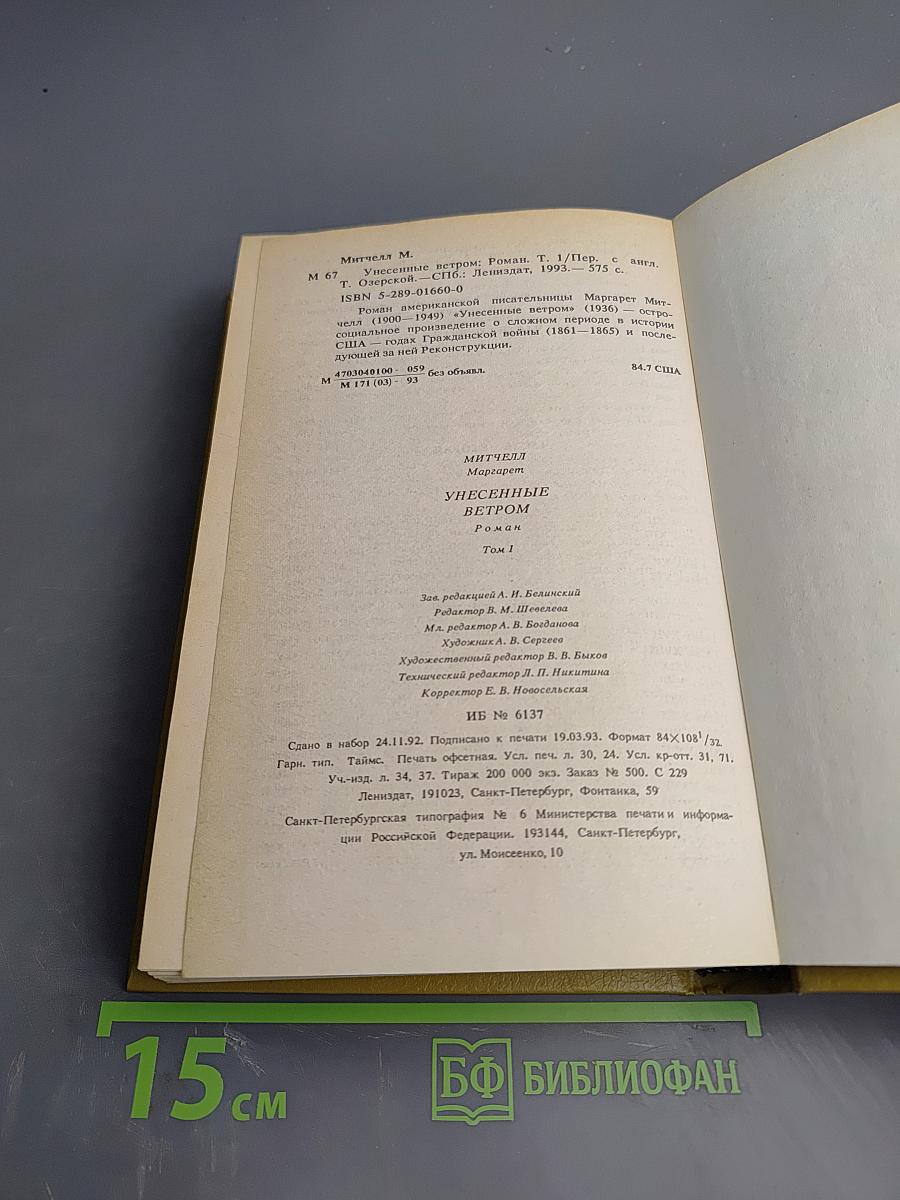 Митчелл М.
М 67 Унесенные ветром: Роман. Т. 1/Пер. с англ.
Т. Озерской.—СПб.: Лениздат, 1993.— 575 с.
ISBN 5-289-01660-0
Роман американской писательницы Маргарет Мит-
челл (1900—1949) «Унесенные ветром» (1936) — остро-
социальное произведение о сложном периоде в истории
США — годах Гражданской войны (1861—1865) и после-
дующей за ней Реконструкции.
М 4703040100- 059 без объявл. 84.7 США
М 171 (03) - 93
МИТЧЕЛЛ
Маргарет
УНЕСЕННЫЕ
ВЕТРОМ
Роман
Том 1
Зав. редакцией А. И. Белинский
Редактор В. М. Шевелева
Мл. редактор А. В. Богданова
Художник А. В. Сергеев
Художественный редактор В. В. Быков
Технический редактор Л. П. Никитина
Корректор Е. В. Новосельская
ИБ № 6137
Сдано в набор 24.11.92. Подписано к печати 19.03.93. Формат 84×108¹/₃₂.
Гарн. тип. Таймс. Печать офсетная. Усл. печ. л. 30, 24. Усл. кр-отт. 31, 71.
Уч.-изд. л. 34, 37. Тираж 200 000 экз. Заказ № 500. С 229
Лениздат, 191023, Санкт-Петербург, Фонтанка, 59
Санкт-Петербургская типография № 6 Министерства печати и информа-
ции Российской Федерации. 193144, Санкт-Петербург,
ул. Моисеенко, 10
15 см
БФ БИБЛИОФАН